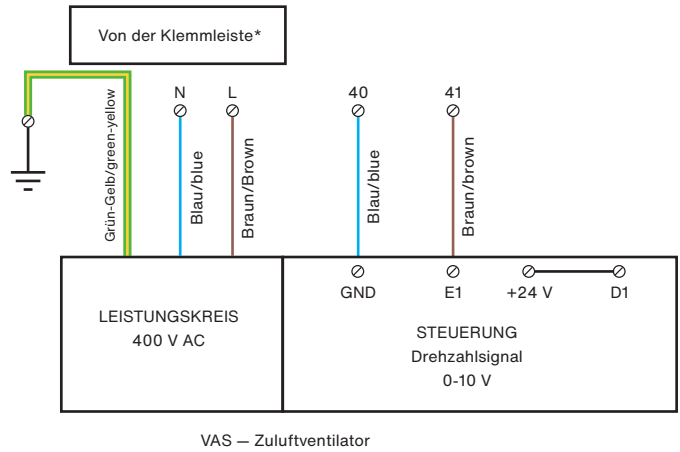 Von der Klemmleiste*
N
L
40
41
Grün-Gelb/green-yellow
Blau/blue
Braun/Brown
Blau/blue
Braun/brown
GND
E1
+24 V
D1
LEISTUNGSKREIS
400 V AC
STEUERUNG
Drehzahlsignal
0-10 V
VAS — Zuluftventilator